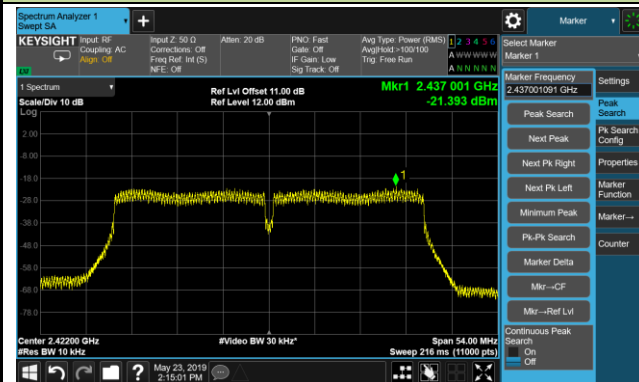 Spectrum Analyzer 1
Swept SA
Marker
KEYSIGHT
Input: RF
Coupling: AC
Align: Off
Input Z: 50 Ω
Corrections: Off
Freq Ref: Int (S)
NFE: Off
Atten: 20 dB
PNO: Fast
Gate: Off
IF Gain: Low
Sig Track: Off
Avg Type: Power (RMS)
Avg|Hold:>100/100
Trig: Free Run
1 2 3 4 5 6
A W W W W W
A N N N N N
Select Marker
Marker 1
1 Spectrum
Scale/Div 10 dB
Log
Ref Lvl Offset 11.00 dB
Ref Level 12.00 dBm
Mkr1 2.437 001 GHz
-21.393 dBm
Marker Frequency
2.437001091 GHz
Settings
Peak Search
Next Peak
Next Pk Right
Next Pk Left
Minimum Peak
Pk-Pk Search
Marker Delta
Mkr→CF
Mkr→Ref Lvl
Continuous Peak
Search
On
Off
Peak
Search
Pk Search
Config
Properties
Marker
Function
Marker→
Counter
2.00
-8.00
-18.0
-28.0
-38.0
-48.0
-58.0
-68.0
-78.0
1
Center 2.42200 GHz
#Res BW 10 kHz
#Video BW 30 kHz*
Span 54.00 MHz
Sweep 216 ms (11000 pts)
?
May 23, 2019
2:15:01 PM